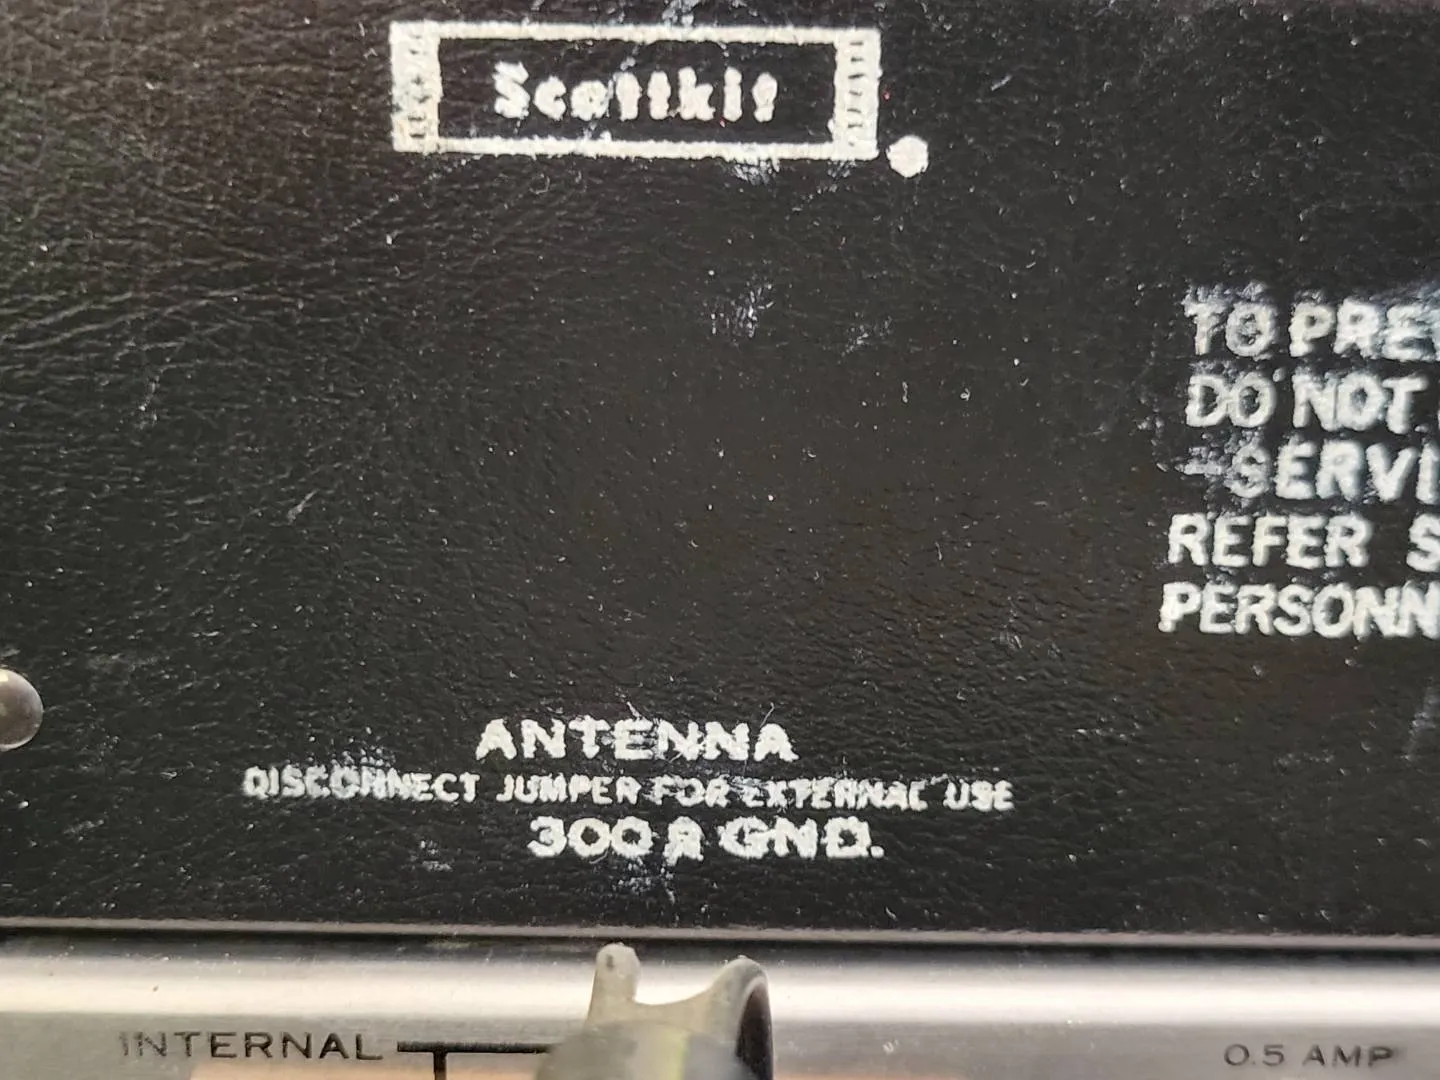 Scottkit
TO PRE
DO NOT
SERVI
REFER S
PERSONN
ANTENNA
DISCONNECT JUMPER FOR EXTERNAL USE
300 Ω GND.
INTERNAL
0.5 AMP